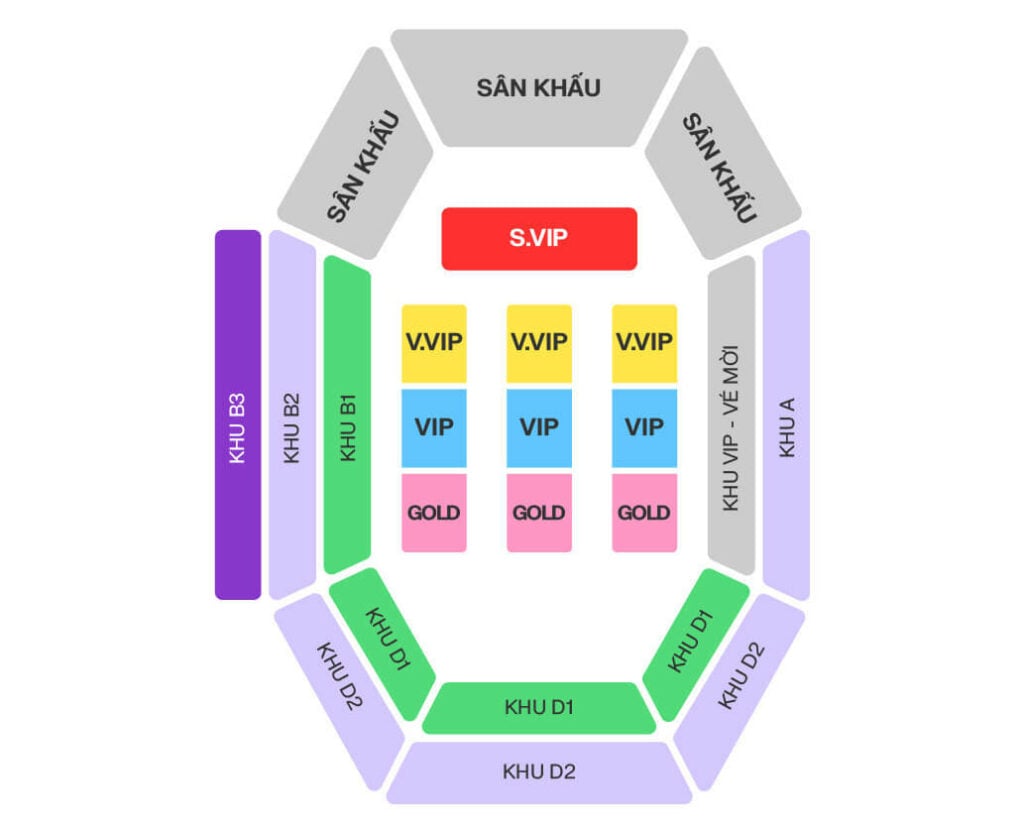 SÂN KHẤU
SÂN KHẤU
SÂN KHẤU
S.VIP
V.VIP
V.VIP
V.VIP
VIP
VIP
VIP
GOLD
GOLD
GOLD
KHU B3
KHU B2
KHU B1
KHU VIP - VÉ MỜI
KHU A
KHU D1
KHU D1
KHU D2
KHU D2
KHU D1
KHU D2